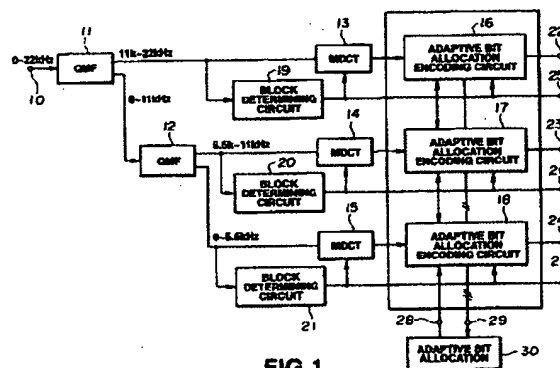 11
0~22kHz
QMF
10
11k~22kHz
13
MDCT
16
ADAPTIVE BIT
ALLOCATION
ENCODING CIRCUIT
22
19
BLOCK
DETERMINING
CIRCUIT
25
0~11kHz
12
QMF
5.5k~11kHz
14
MDCT
17
ADAPTIVE BIT
ALLOCATION
ENCODING CIRCUIT
23
20
BLOCK
DETERMINING
CIRCUIT
0~5.5kHz
15
MDCT
18
ADAPTIVE BIT
ALLOCATION
ENCODING CIRCUIT
BLOCK
DETERMINING
CIRCUIT
21
28
29
30
ADAPTIVE BIT
ALLOCATION
FIG.1